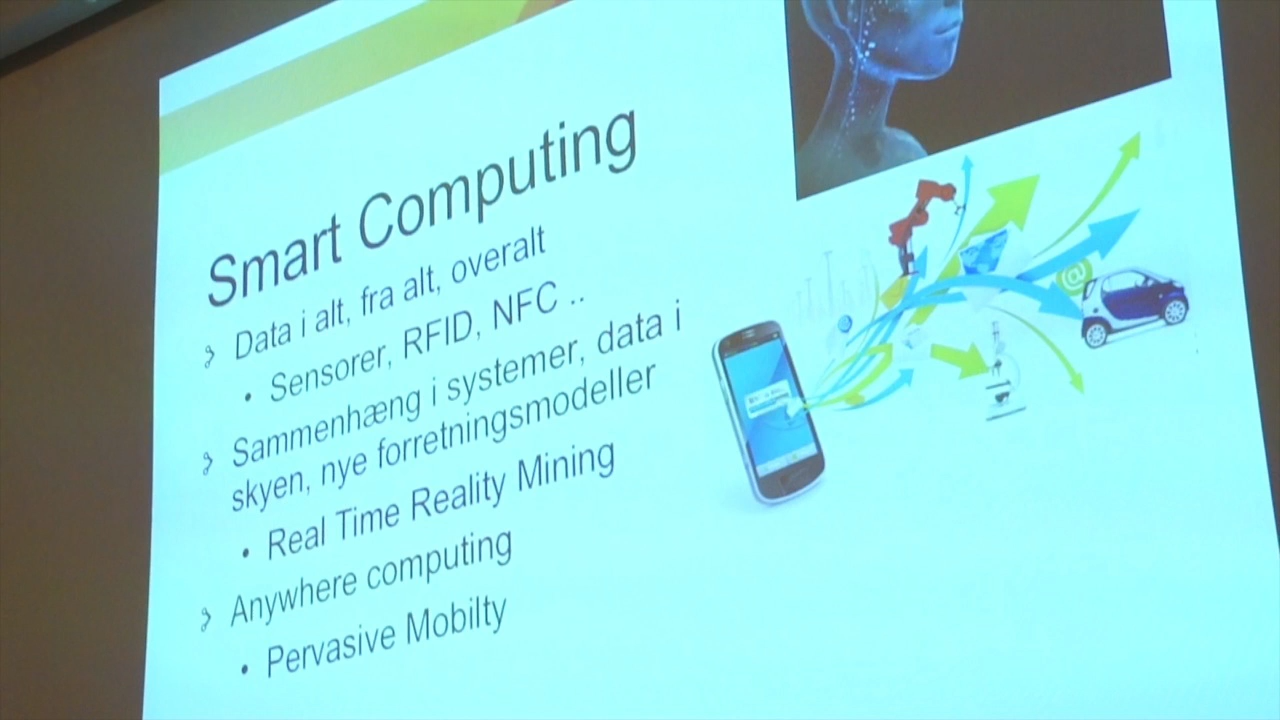 Smart Computing
Data i alt, fra alt, overalt
• Sensorer, RFID, NFC ..
Sammenhæng i systemer, data i
skyen, nye forretningsmodeller
• Real Time Reality Mining
Anywhere computing
• Pervasive Mobilty
@